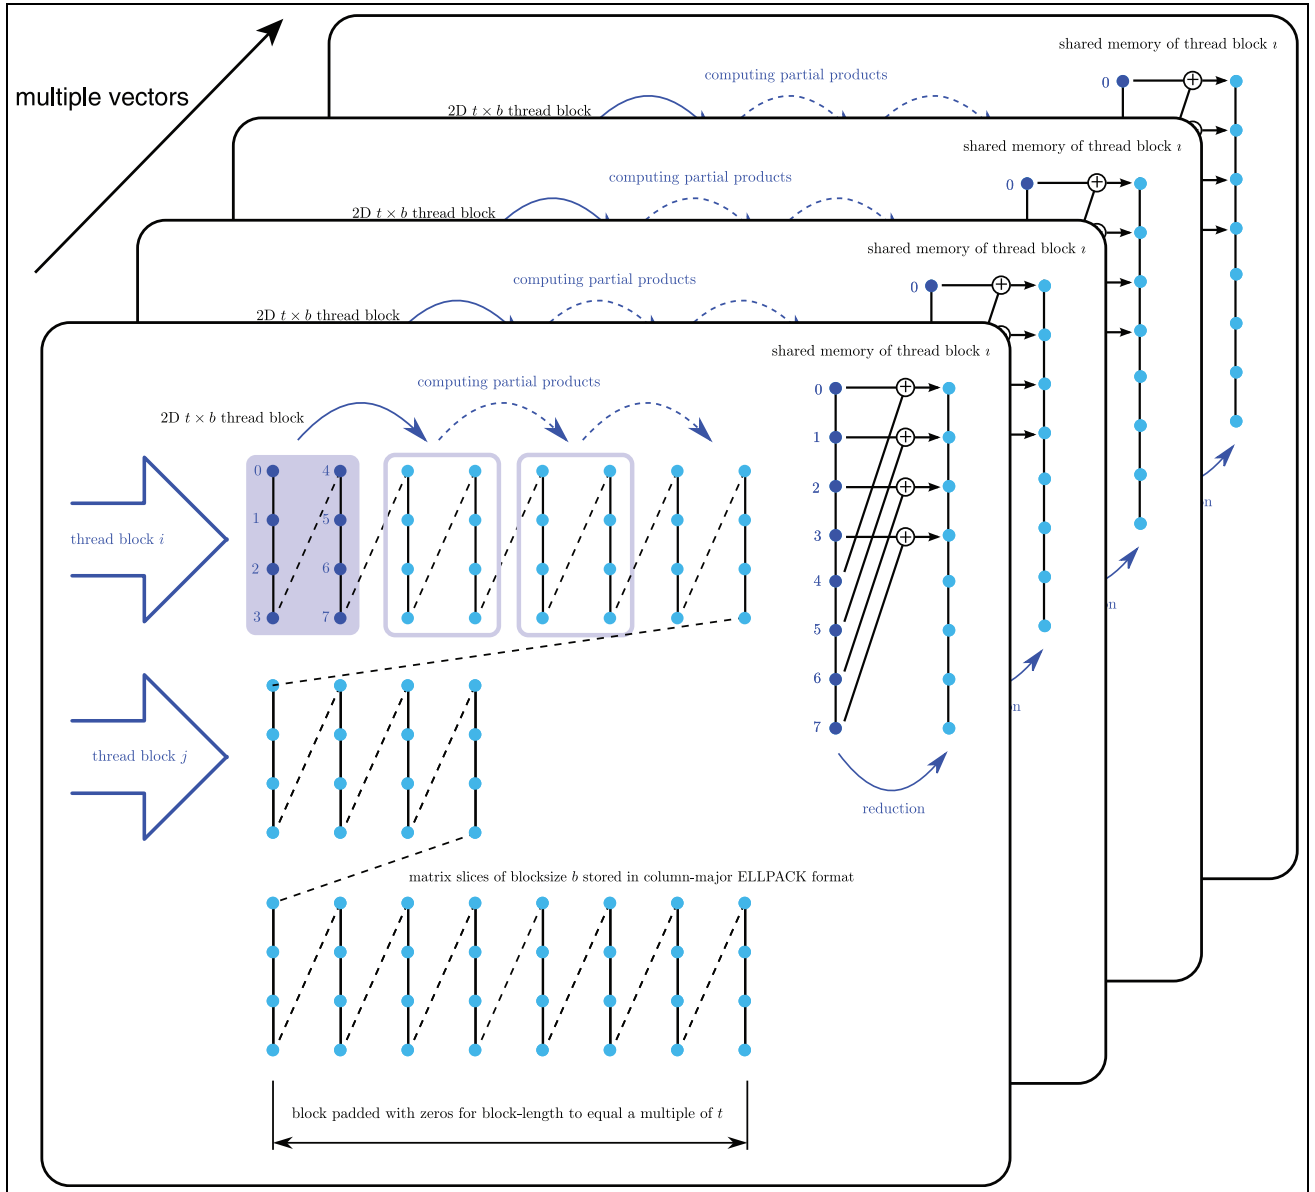 multiple vectors
shared memory of thread block ı
computing partial products
0
2D t × b thread block
shared memory of thread block ı
computing partial products
0
2D t × b thread block
shared memory of thread block ı
computing partial products
0
2D t × b thread block
shared memory of thread block ı
computing partial products
2D t × b thread block
0
1
2
3
4
5
6
7
thread block i
0 4
1 5
2 6
3 7
on
on
on
thread block j
reduction
matrix slices of blocksize b stored in column-major ELLPACK format
block padded with zeros for block-length to equal a multiple of t